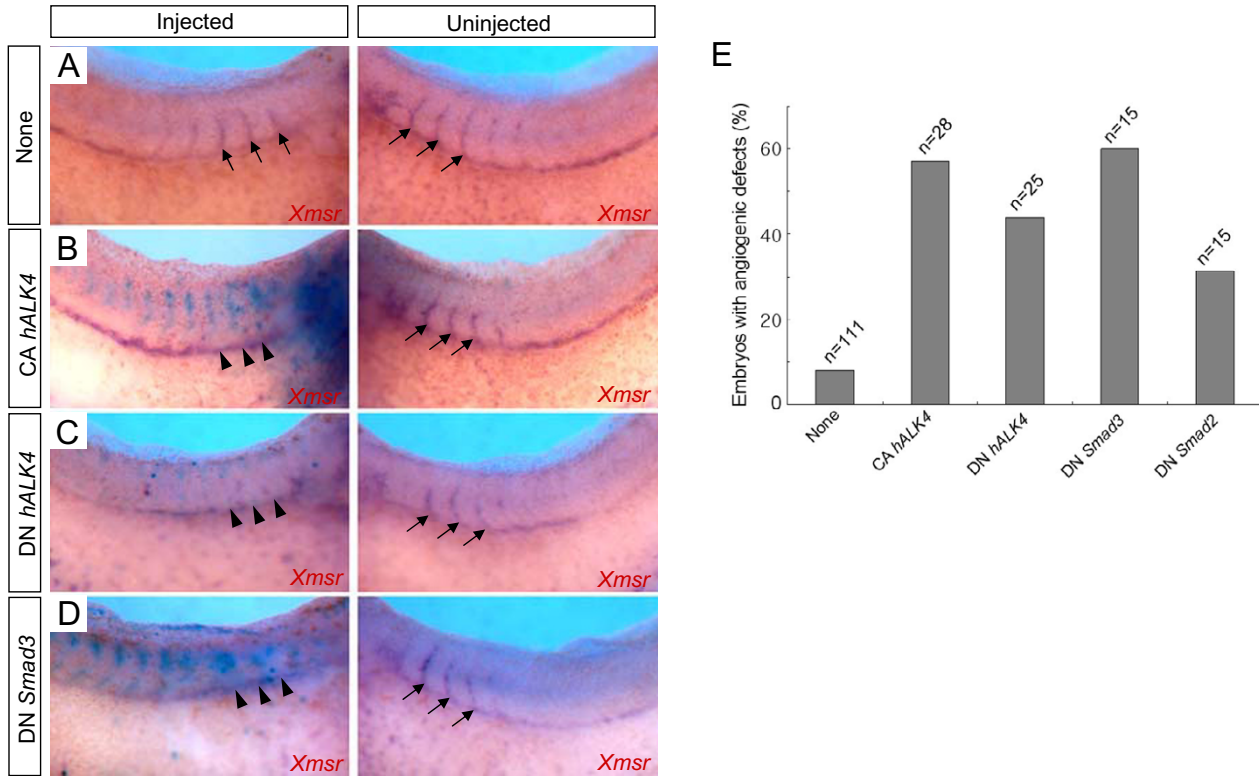 Injected
Uninjected
None
A
Xmsr
Xmsr
CA hALK4
B
Xmsr
Xmsr
DN hALK4
C
Xmsr
Xmsr
DN Smad3
D
Xmsr
Xmsr
E
Embryos with angiogenic defects (%)
60
40
20
0
n=111
n=28
n=25
n=15
n=15
None
CA hALK4
DN hALK4
DN Smad3
DN Smad2